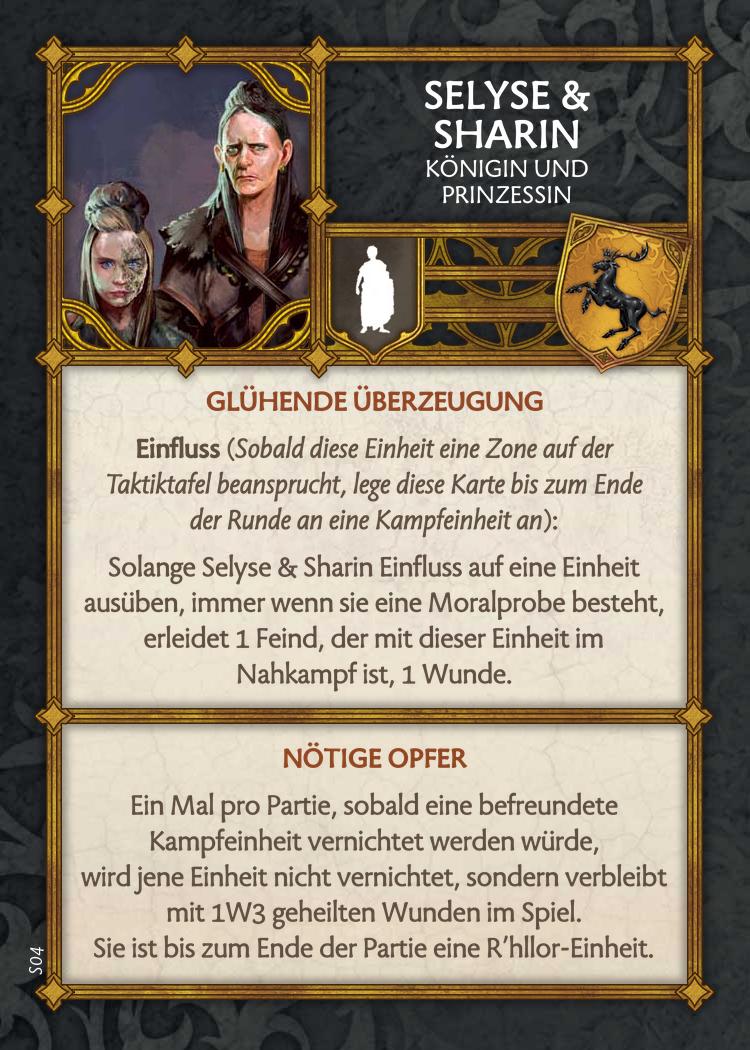 SELYSE &
SHARIN
KÖNIGIN UND
PRINZESSIN
GLÜHENDE ÜBERZEUGUNG
Einfluss (Sobald diese Einheit eine Zone auf der
Taktiktafel beansprucht, lege diese Karte bis zum Ende
der Runde an eine Kampfeinheit an):
Solange Selyse & Sharin Einfluss auf eine Einheit
ausüben, immer wenn sie eine Moralprobe besteht,
erleidet 1 Feind, der mit dieser Einheit im
Nahkampf ist, 1 Wunde.
NÖTIGE OPFER
Ein Mal pro Partie, sobald eine befreundete
Kampfeinheit vernichtet werden würde,
wird jene Einheit nicht vernichtet, sondern verbleibt
mit 1W3 geheilten Wunden im Spiel.
Sie ist bis zum Ende der Partie eine R'hllor-Einheit.
S04